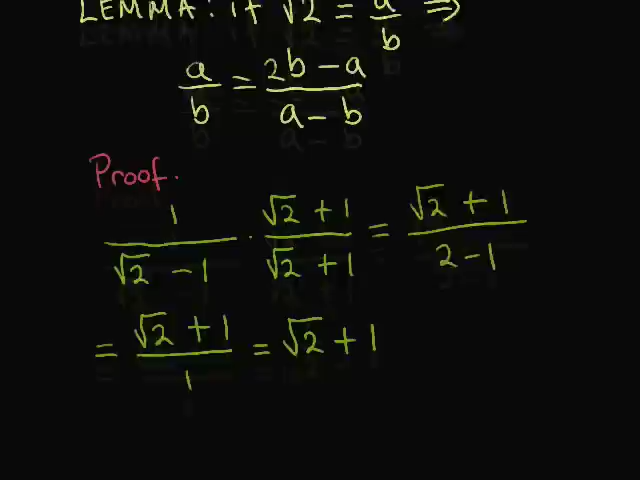 LEMMA: if √2 = a/b ⇒
a/b = (2b - a)/(a - b)
Proof.
1/(√2 - 1) · (√2 + 1)/(√2 + 1) = (√2 + 1)/(2 - 1)
= (√2 + 1)/1 = √2 + 1